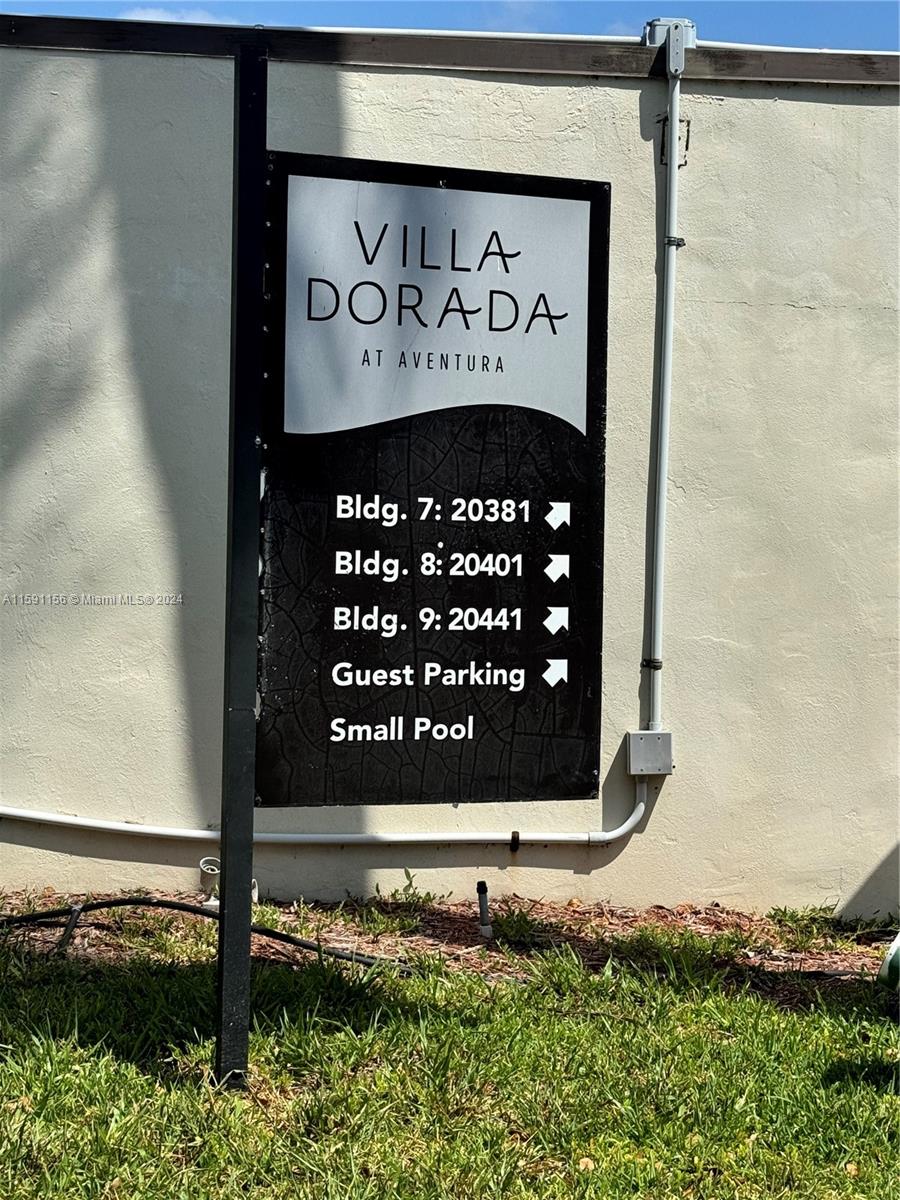 VILLA
DORADA
AT AVENTURA
Bldg. 7: 20381
Bldg. 8: 20401
Bldg. 9: 20441
Guest Parking
Small Pool
A11591156 © Miami MLS © 2024